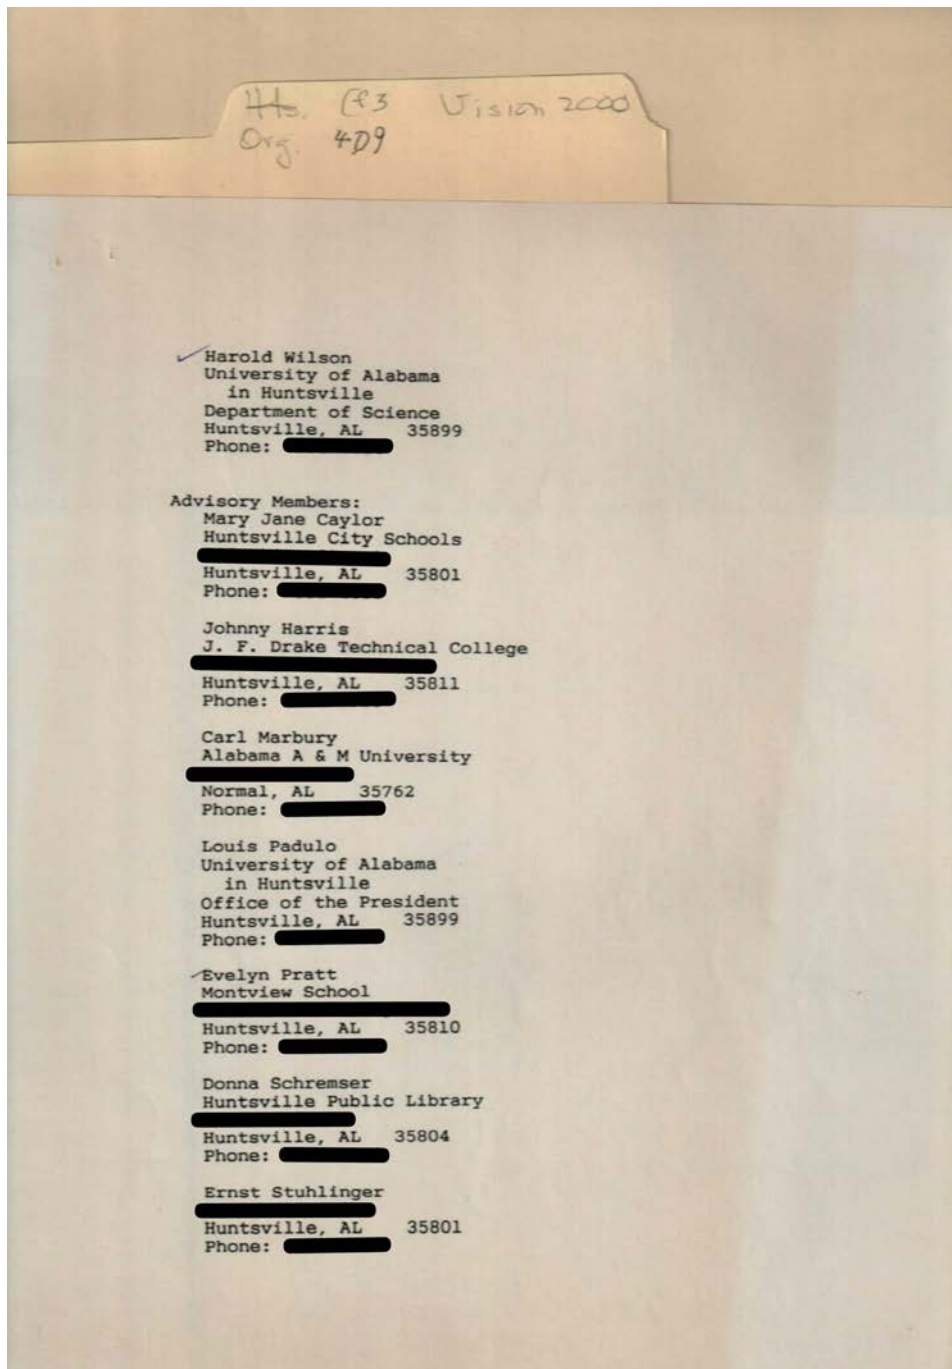 Hts. Cf3 Vision 2000
Org. 4D9
Harold Wilson
University of Alabama
in Huntsville
Department of Science
Huntsville, AL 35899
Phone:
Advisory Members:
Mary Jane Caylor
Huntsville City Schools
Huntsville, AL 35801
Phone:
Johnny Harris
J. F. Drake Technical College
Huntsville, AL 35811
Phone:
Carl Marbury
Alabama A & M University
Normal, AL 35762
Phone:
Louis Padulo
University of Alabama
in Huntsville
Office of the President
Huntsville, AL 35899
Phone:
Evelyn Pratt
Montview School
Huntsville, AL 35810
Phone:
Donna Schremser
Huntsville Public Library
Huntsville, AL 35804
Phone:
Ernst Stuhlinger
Huntsville, AL 35801
Phone: